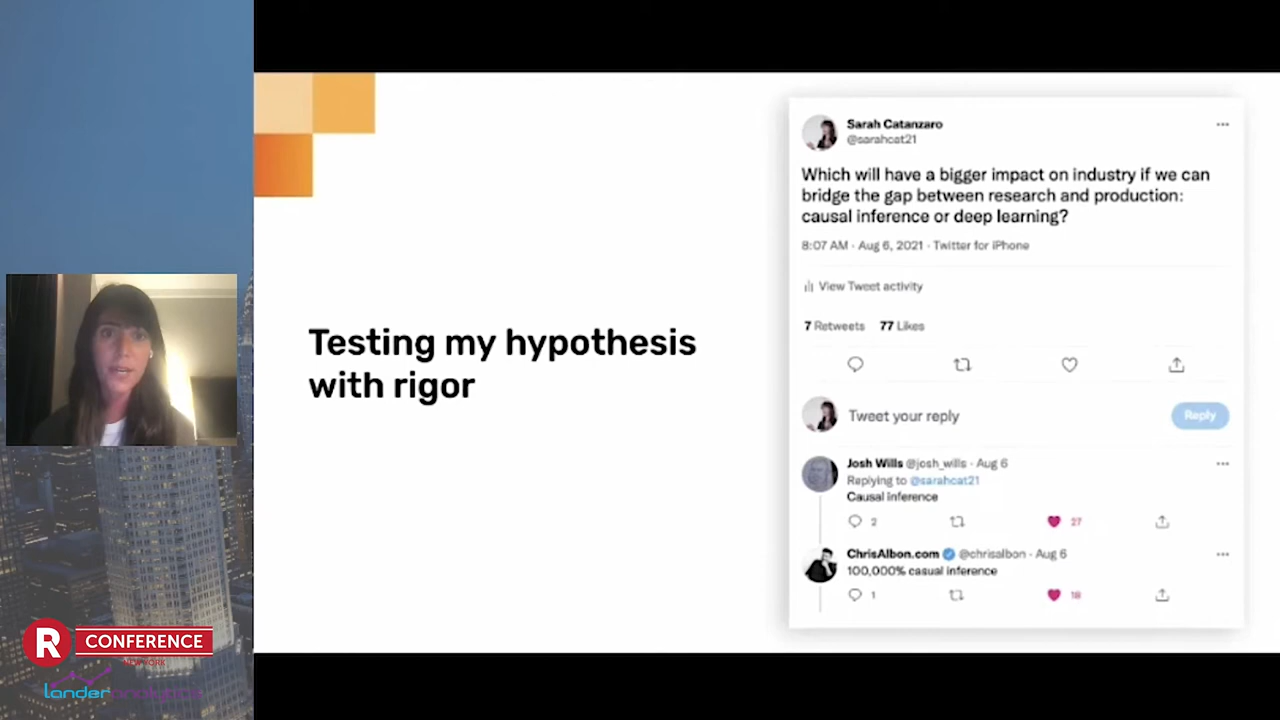 Testing my hypothesis
with rigor
Sarah Catanzaro
@sarahcat21
Which will have a bigger impact on industry if we can
bridge the gap between research and production:
causal inference or deep learning?
8:07 AM · Aug 6, 2021 · Twitter for iPhone
View Tweet activity
7 Retweets 77 Likes
Tweet your reply
Reply
Josh Wills @josh_wills · Aug 6
Replying to @sarahcat21
Causal inference
2 27
ChrisAlbon.com @chrisalbon · Aug 6
100,000% casual inference
1 18
R CONFERENCE
NEW YORK
lander analytics